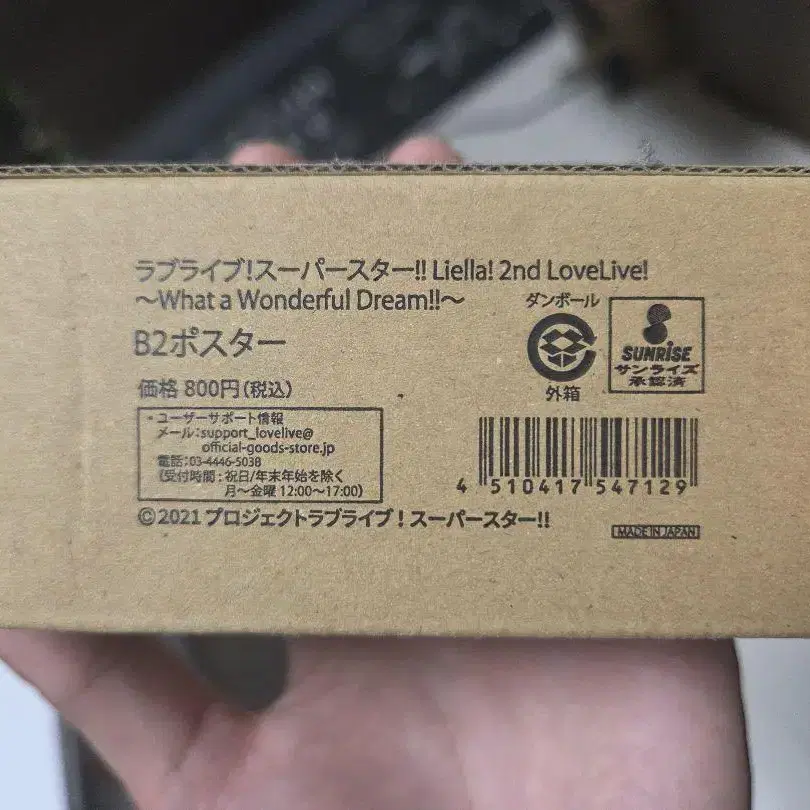 ラブライブ!スーパースター!! Liella! 2nd LoveLive!
~What a Wonderful Dream!!~
B2ポスター
価格 800円(税込)
・ユーザーサポート情報
メール:support_lovelive@
official-goods-store.jp
電話:03-4446-5038
(受付時間:祝日/年末年始を除く
月~金曜 12:00~17:00)
©2021 プロジェクトラブライブ!スーパースター!!
ダンボール
外箱
SUNRISE
サンライズ
承認済
4 510417 547129
MADE IN JAPAN